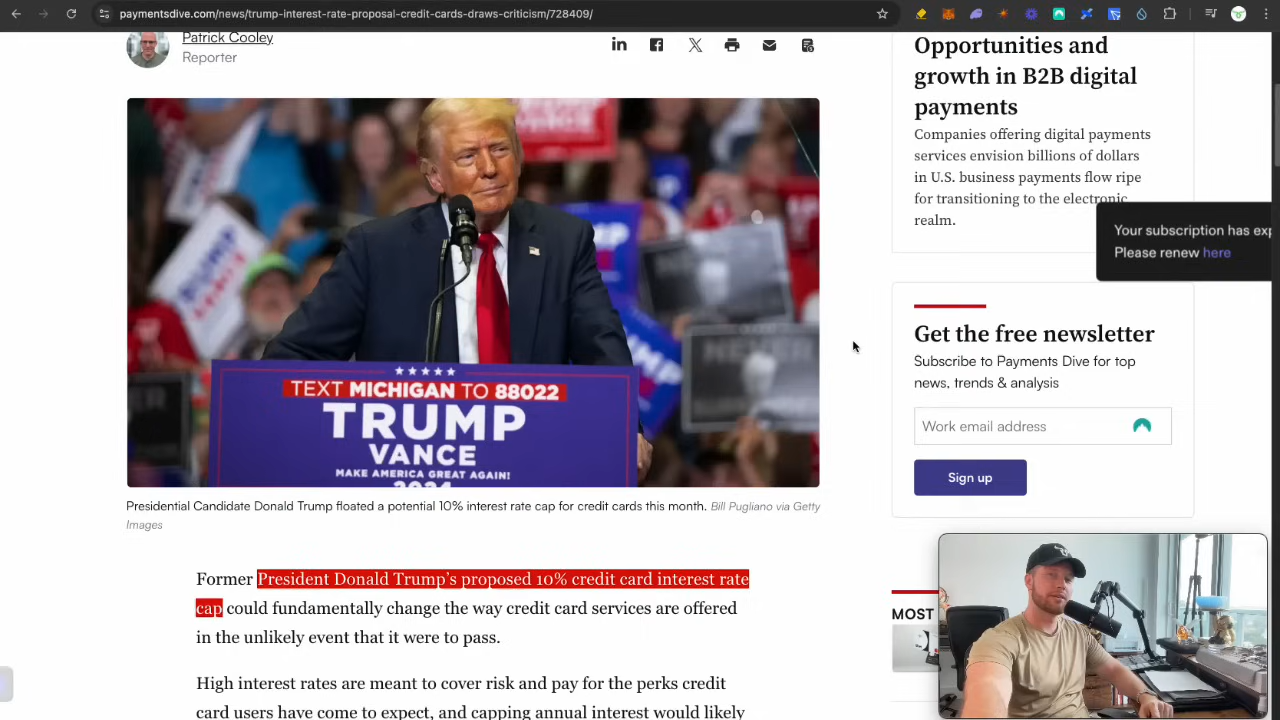 paymentsdive.com/news/trump-rate-proposal-credit-cards-draws-criticism/728409/
Patrick Cooley
Reporter
VANCE
TEXT MICHIGAN TO 88022
TRUMP
VANCE
MAKE AMERICA GREAT AGAIN!
2024
Presidential Candidate Donald Trump floated a potential 10% interest rate cap for credit cards this month. Bill Pugliano via Getty
Images
Former President Donald Trump's proposed 10% credit card interest rate
cap could fundamentally change the way credit card services are offered
in the unlikely event that it were to pass.
High interest rates are meant to cover risk and pay for the perks credit
card users have come to expect, and capping annual interest would likely
Opportunities and
growth in B2B digital
payments
Companies offering digital payments
services envision billions of dollars
in U.S. business payments flow ripe
for transitioning to the electronic
realm.
Your subscription has exp
Please renew here
Get the free newsletter
Subscribe to Payments Dive for top
news, trends & analysis
Work email address
Sign up
MOST